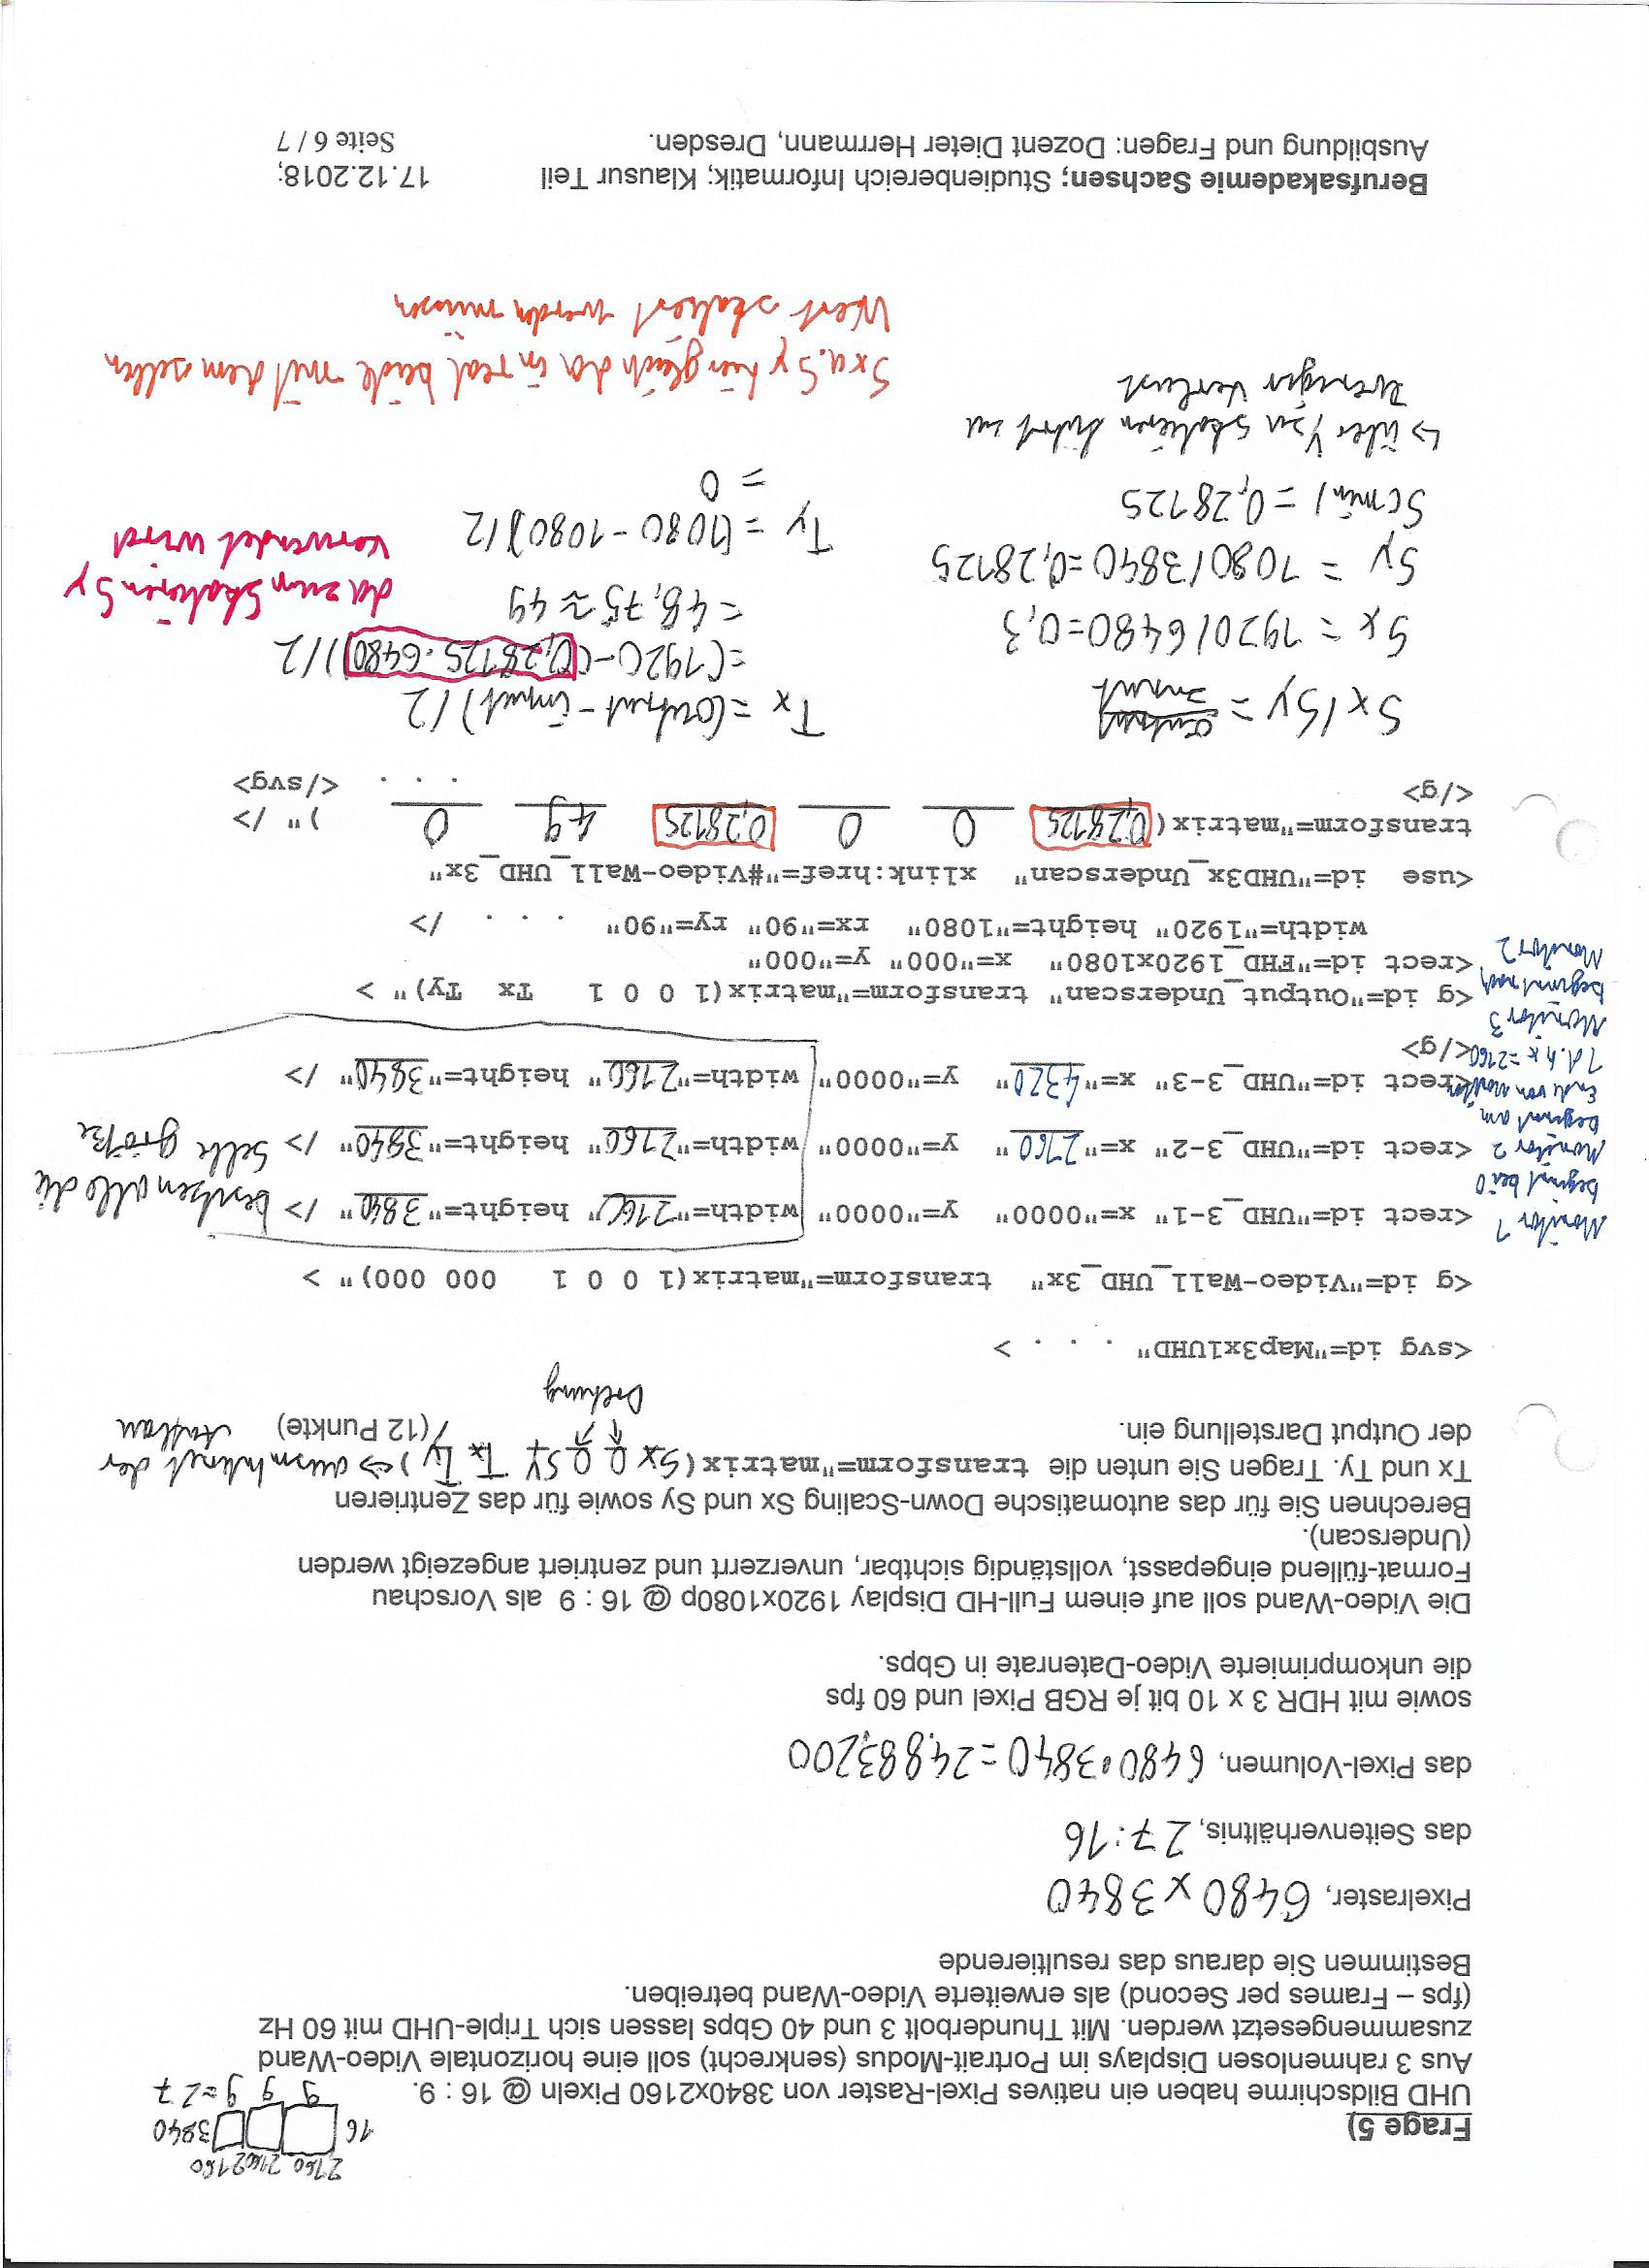 2160 2160 2160
16 3840
9 9 9=27
Frage 5)
UHD Bildschirme haben ein natives Pixel-Raster von 3840x2160 Pixeln @ 16 : 9.
Aus 3 rahmenlosen Displays im Portrait-Modus (senkrecht) soll eine horizontale Video-Wand
zusammengesetzt werden. Mit Thunderbolt 3 und 40 Gbps lassen sich Triple-UHD mit 60 Hz
(fps – Frames per Second) als erweiterte Video-Wand betreiben.
Bestimmen Sie daraus das resultierende
Pixelraster, 6480 x 3840
das Seitenverhältnis, 27:16
das Pixel-Volumen, 6480•3840=24.883.200
sowie mit HDR 3 x 10 bit je RGB Pixel und 60 fps
die unkomprimierte Video-Datenrate in Gbps.
Die Video-Wand soll auf einem Full-HD Display 1920x1080p @ 16 : 9 als Vorschau
Format-füllend eingepasst, vollständig sichtbar, unverzerrt und zentriert angezeigt werden
(Underscan).
Berechnen Sie für das automatische Down-Scaling Sx und Sy sowie für das Zentrieren
Tx und Ty. Tragen Sie unten die transform="matrix(Sx 0 0 Sy Tx Ty) der
der Output Darstellung ein. (12 Punkte) Aufbau
Drehung
<svg id="Map3x1UHD" . . . >
<g id="Video-Wall_UHD_3x" transform="matrix(1 0 0 1 000 000)" >
Monitor 1
beginnt bei 0
Monitor 2
beginnt am
Ende von Monitor
1 d.h x=2160
Monitor 3
beginnt nach
Monitor 2
<rect id="UHD_3-1" x="0000" y="0000" width="2160" height="3840" /> besitzen alle die
<rect id="UHD_3-2" x="2160" y="0000" width="2160" height="3840" /> selbe größe
<rect id="UHD_3-3" x="4320" y="0000" width="2160" height="3840" />
</g>
<g id="Output_Underscan" transform="matrix(1 0 0 1 Tx Ty)" >
<rect id="FHD_1920x1080" x="000" y="000"
width="1920" height="1080" rx="90" ry="90" . . . />
<use id="UHD3x_Underscan" xlink:href="#Video-Wall_UHD_3x"
transform="matrix(0,28125 0 0 0,28125 49 0 )" />
</g> . . . </svg>
Sx/Sy = output
Input
Sx = 1920/6480=0,3
Sy = 1080/3840=0,28125
S(min) = 0,28125
↳ über Y zu skalieren führt zu
weniger Verlust
Tx =(output-input)/2
=(1920-(0,28125·6480))/2
=48,75≈49
da zum Skalieren Sy
verwendet wird
Ty =(1080-1080)/2
= 0
Sx u. Sy hier gleich da in real beide mit dem selben
Wert skaliert werden müssen
Berufsakademie Sachsen; Studienbereich Informatik; Klausur Teil 17.12.2018;
Ausbildung und Fragen: Dozent Dieter Herrmann, Dresden. Seite 6 / 7